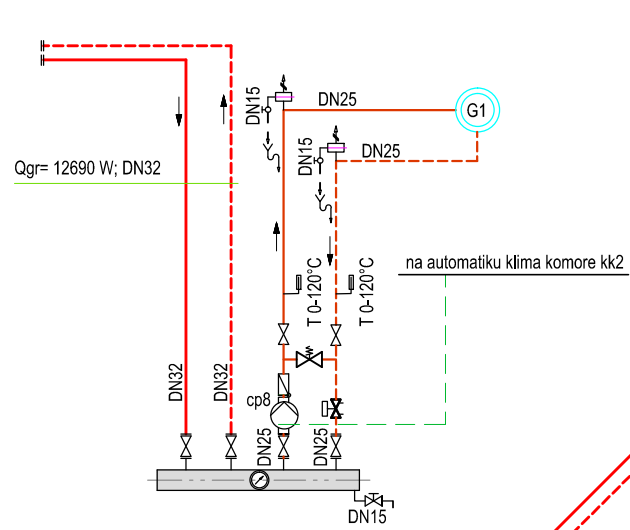 DN15
DN25
G1
DN15
DN25
Qgr= 12690 W; DN32
na automatiku klima komore kk2
T 0-120°C
T 0-120°C
DN32
DN32
cp8
DN25
DN25
DN15